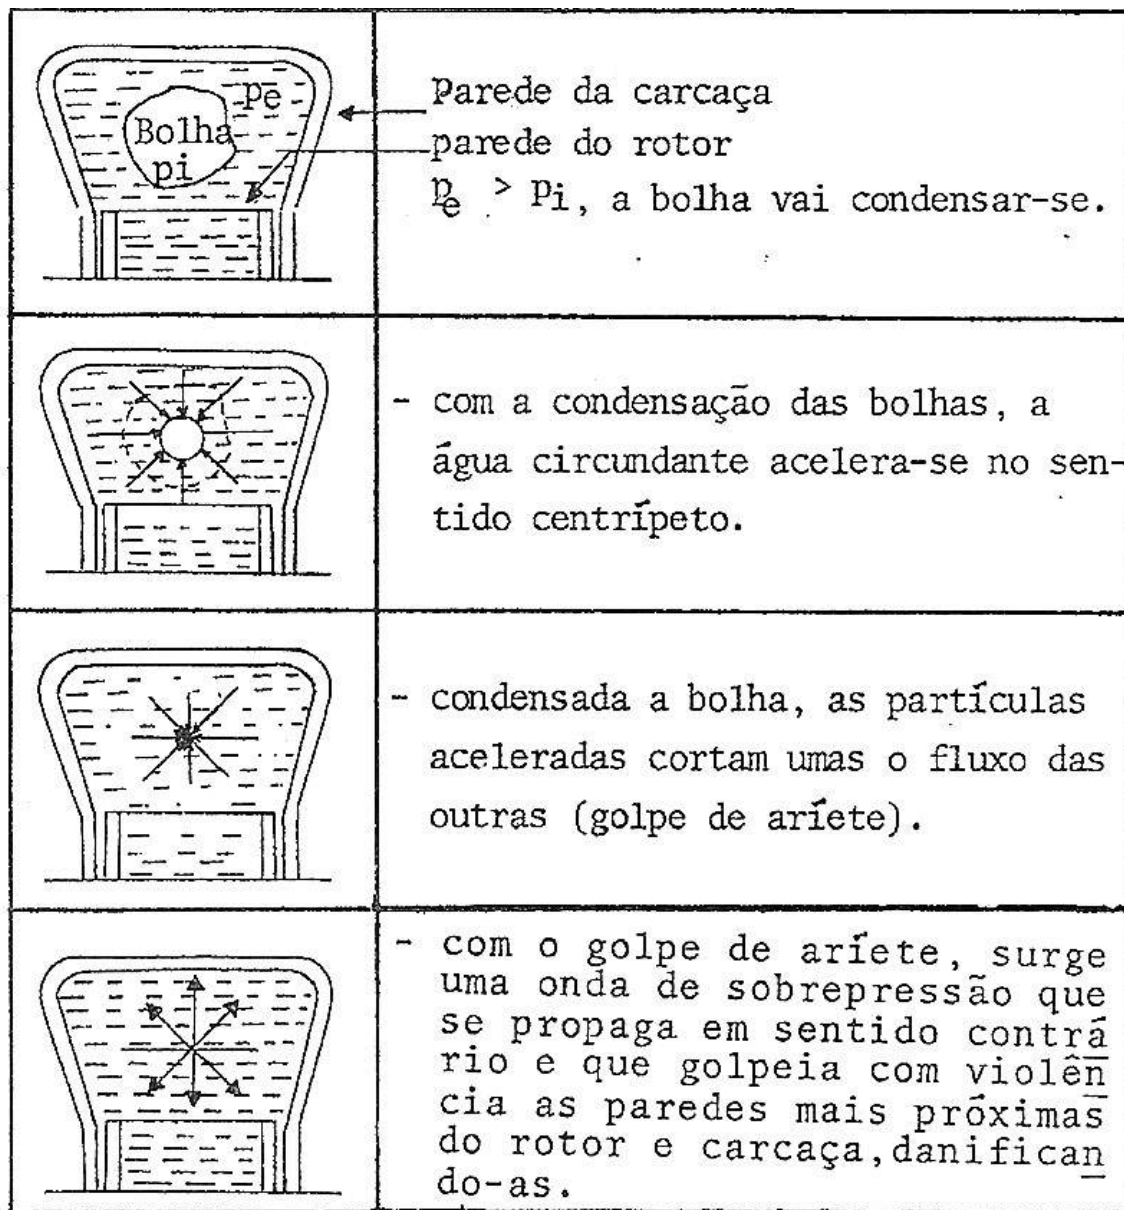 pe
Bolha
pi
Parede da carcaça
parede do rotor
pe > pi, a bolha vai condensar-se.
- com a condensação das bolhas, a
água circundante acelera-se no sen-
tido centrípeto.
- condensada a bolha, as partículas
aceleradas cortam umas o fluxo das
outras (golpe de aríete).
- com o golpe de aríete, surge
uma onda de sobrepressão que
se propaga em sentido contrá
rio e que golpeia com violên
cia as paredes mais próximas
do rotor e carcaça,danifican
do-as.